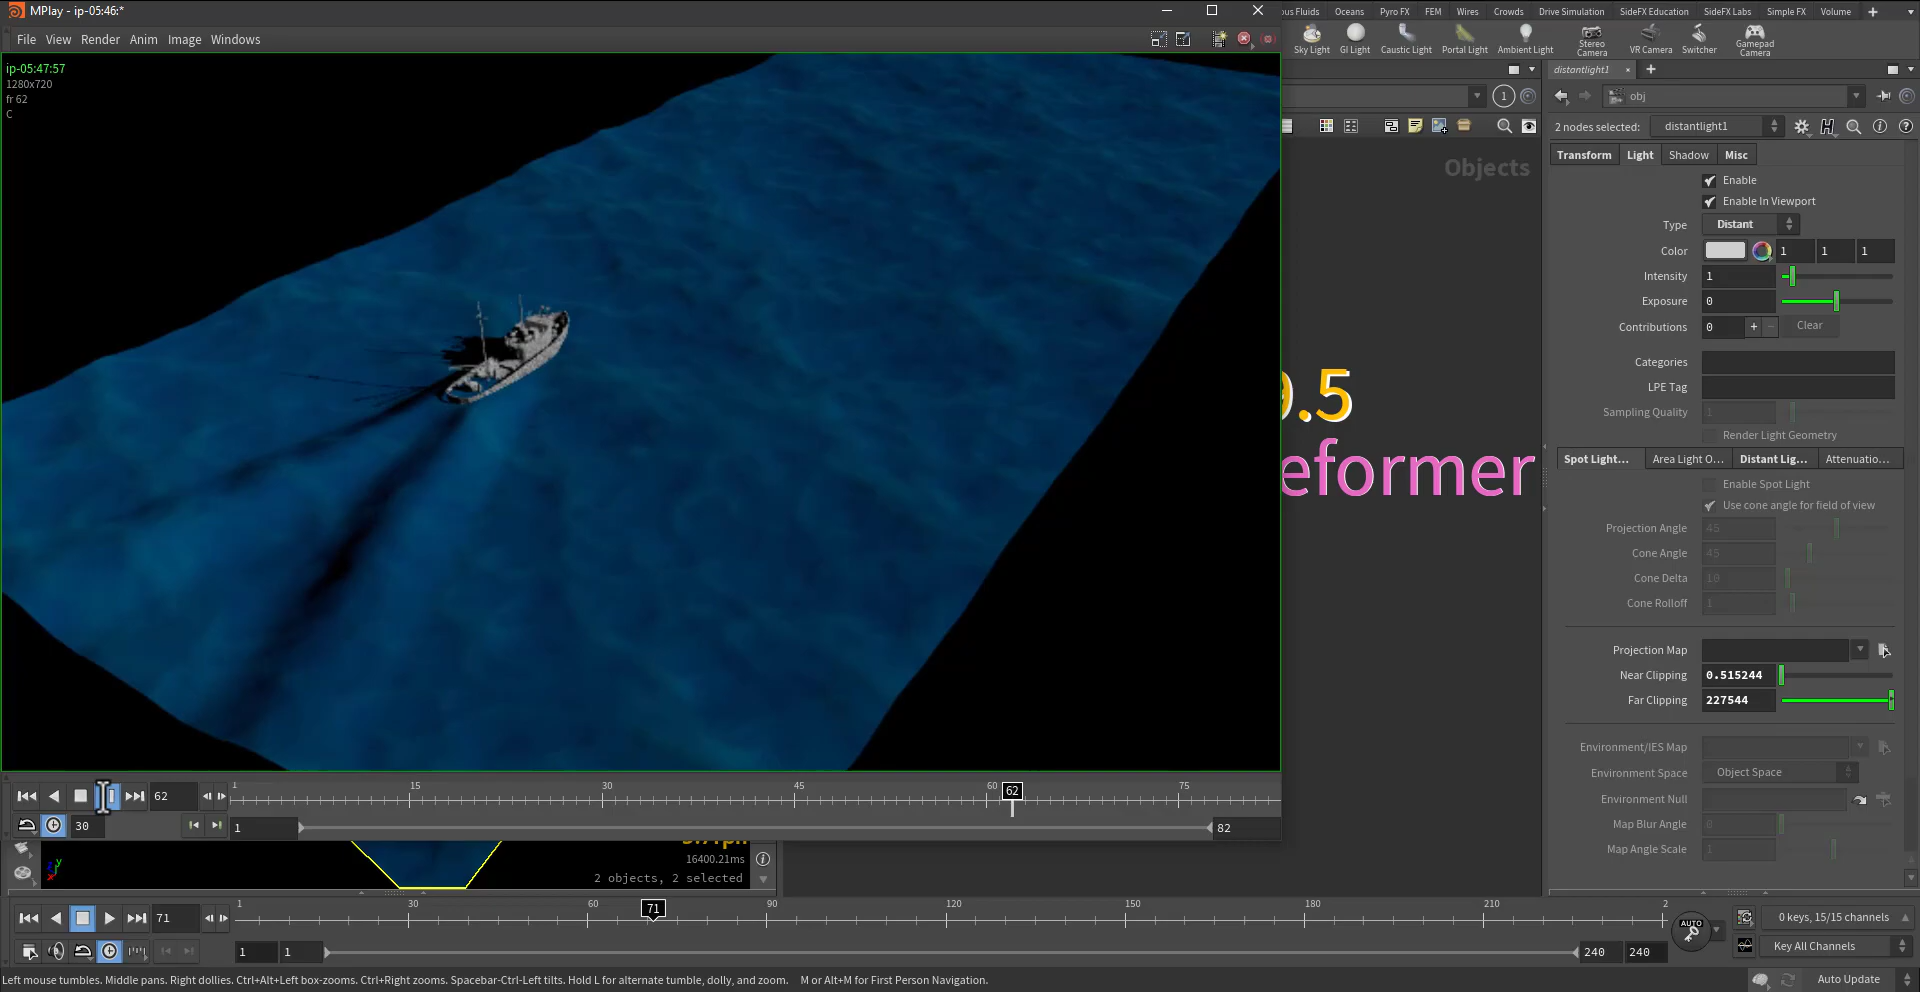 MPlay - ip-05:46:*
File View Render Anim Image Windows
ip-05:47:57
1280x720
fr 62
C
Fluids Oceans Pyro FX FEM Wires Crowds Drive Simulation SideFX Education SideFX Labs Simple FX Volume
Sky Light GI Light Caustic Light Portal Light Ambient Light Stereo Camera VR Camera Switcher Gamepad Camera
distantlight1
1 obj
2 nodes selected: distantlight1
Objects
Transform Light Shadow Misc
Enable
Enable In Viewport
Type Distant
Color 1 1 1
Intensity 1
Exposure 0
Contributions 0 + - Clear
Categories
LPE Tag
Sampling Quality 1
Render Light Geometry
Spot Light... Area Light O... Distant Lig... Attenuatio...
Enable Spot Light
Use cone angle for field of view
Projection Angle 45
Cone Angle 45
Cone Delta 10
Cone Rolloff 1
Projection Map
Near Clipping 0.515244
Far Clipping 227544
Environment/IES Map
Environment Space Object Space
Environment Null
Map Blur Angle 0
Map Angle Scale 1
.5
eformer
62 1 15 30 45 60 62 75
30 1 82
16400.21ms
2 objects, 2 selected
z y x
71 1 30 60 71 90 120 150 180 210 2
1 1 240 240
AUTO
0 keys, 15/15 channels
Key All Channels
Left mouse tumbles. Middle pans. Right dollies. Ctrl+Alt+Left box-zooms. Ctrl+Right zooms. Spacebar-Ctrl-Left tilts. Hold L for alternate tumble, dolly, and zoom. M or Alt+M for First Person Navigation.
Auto Update